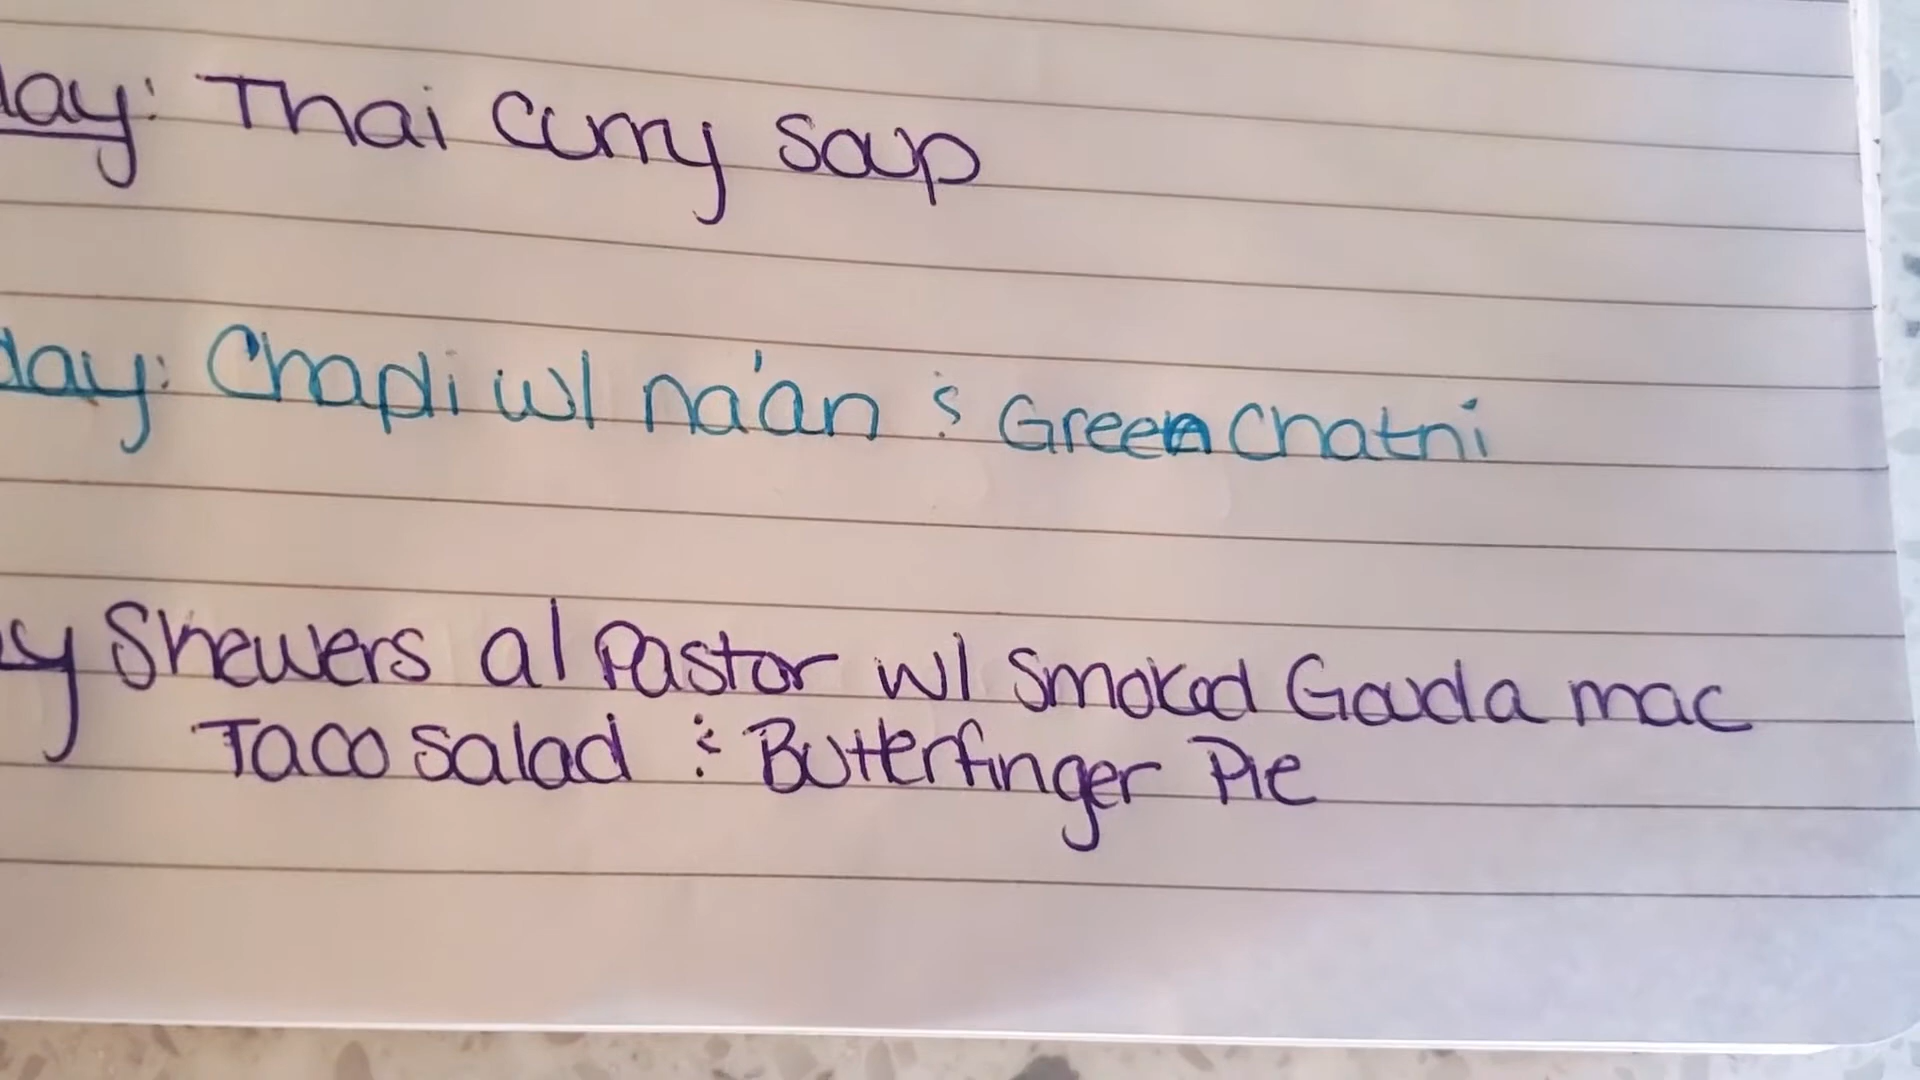 day: Thai Curry Soup
day: Chapli w/ na'an & Green Chatni
y Skewers al Pastor w/ Smoked Gouda mac
Taco Salad & Butterfinger Pie